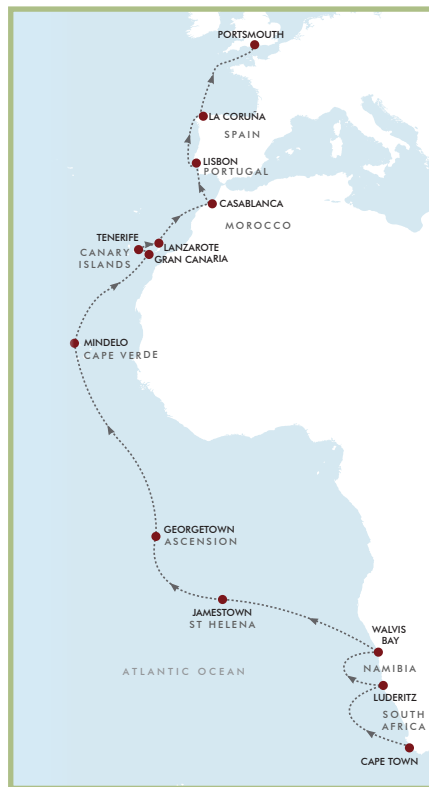 PORTSMOUTH
LA CORUÑA
SPAIN
LISBON
PORTUGAL
CASABLANCA
MOROCCO
TENERIFE
LANZAROTE
CANARY
ISLANDS
GRAN CANARIA
MINDELO
CAPE VERDE
GEORGETOWN
ASCENSION
JAMESTOWN
ST HELENA
WALVIS
BAY
NAMIBIA
ATLANTIC OCEAN
LUDERITZ
SOUTH
AFRICA
CAPE TOWN